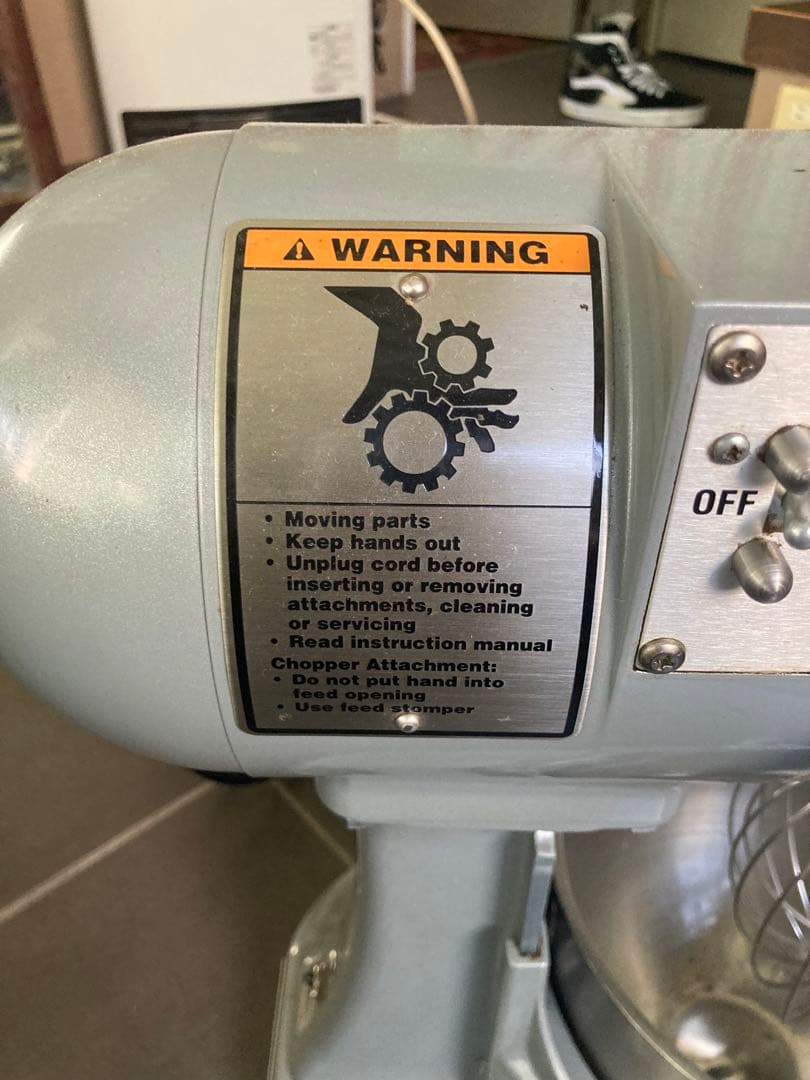 WARNING
• Moving parts
• Keep hands out
• Unplug cord before
inserting or removing
attachments, cleaning
or servicing
• Read instruction manual
Chopper Attachment:
• Do not put hand into
feed opening
• Use feed stomper
OFF